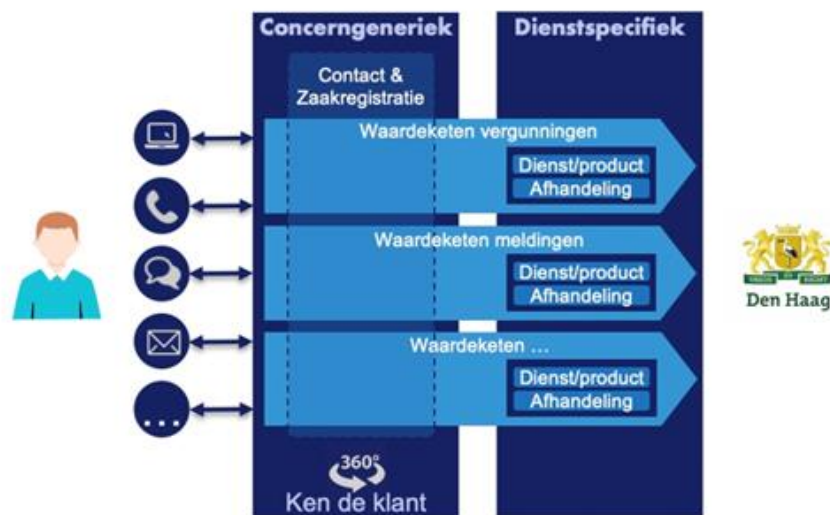 Concerngeneriek
Dienstspecifiek
Contact &
Zaakregistratie
Waardeketen vergunningen
Dienst/product
Afhandeling
Waardeketen meldingen
Dienst/product
Afhandeling
Den Haag
Waardeketen ...
Dienst/product
Afhandeling
...
360°
Ken de klant